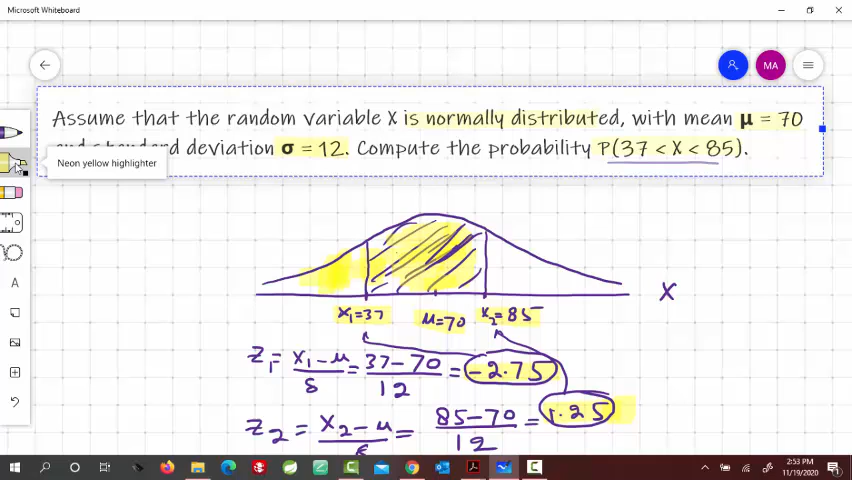 Microsoft Whiteboard
MA
Assume that the random variable X is normally distributed, with mean μ = 70
standard deviation σ = 12. Compute the probability P(37 < X < 85).
Neon yellow highlighter
X
x₁=37 μ=70 x₂=85
Z₁= x₁-μ/δ = 37-70/12 = -2.75
Z₂ = x₂-μ = 85-70/12 = 1.25
A
2:53 PM
11/19/2020